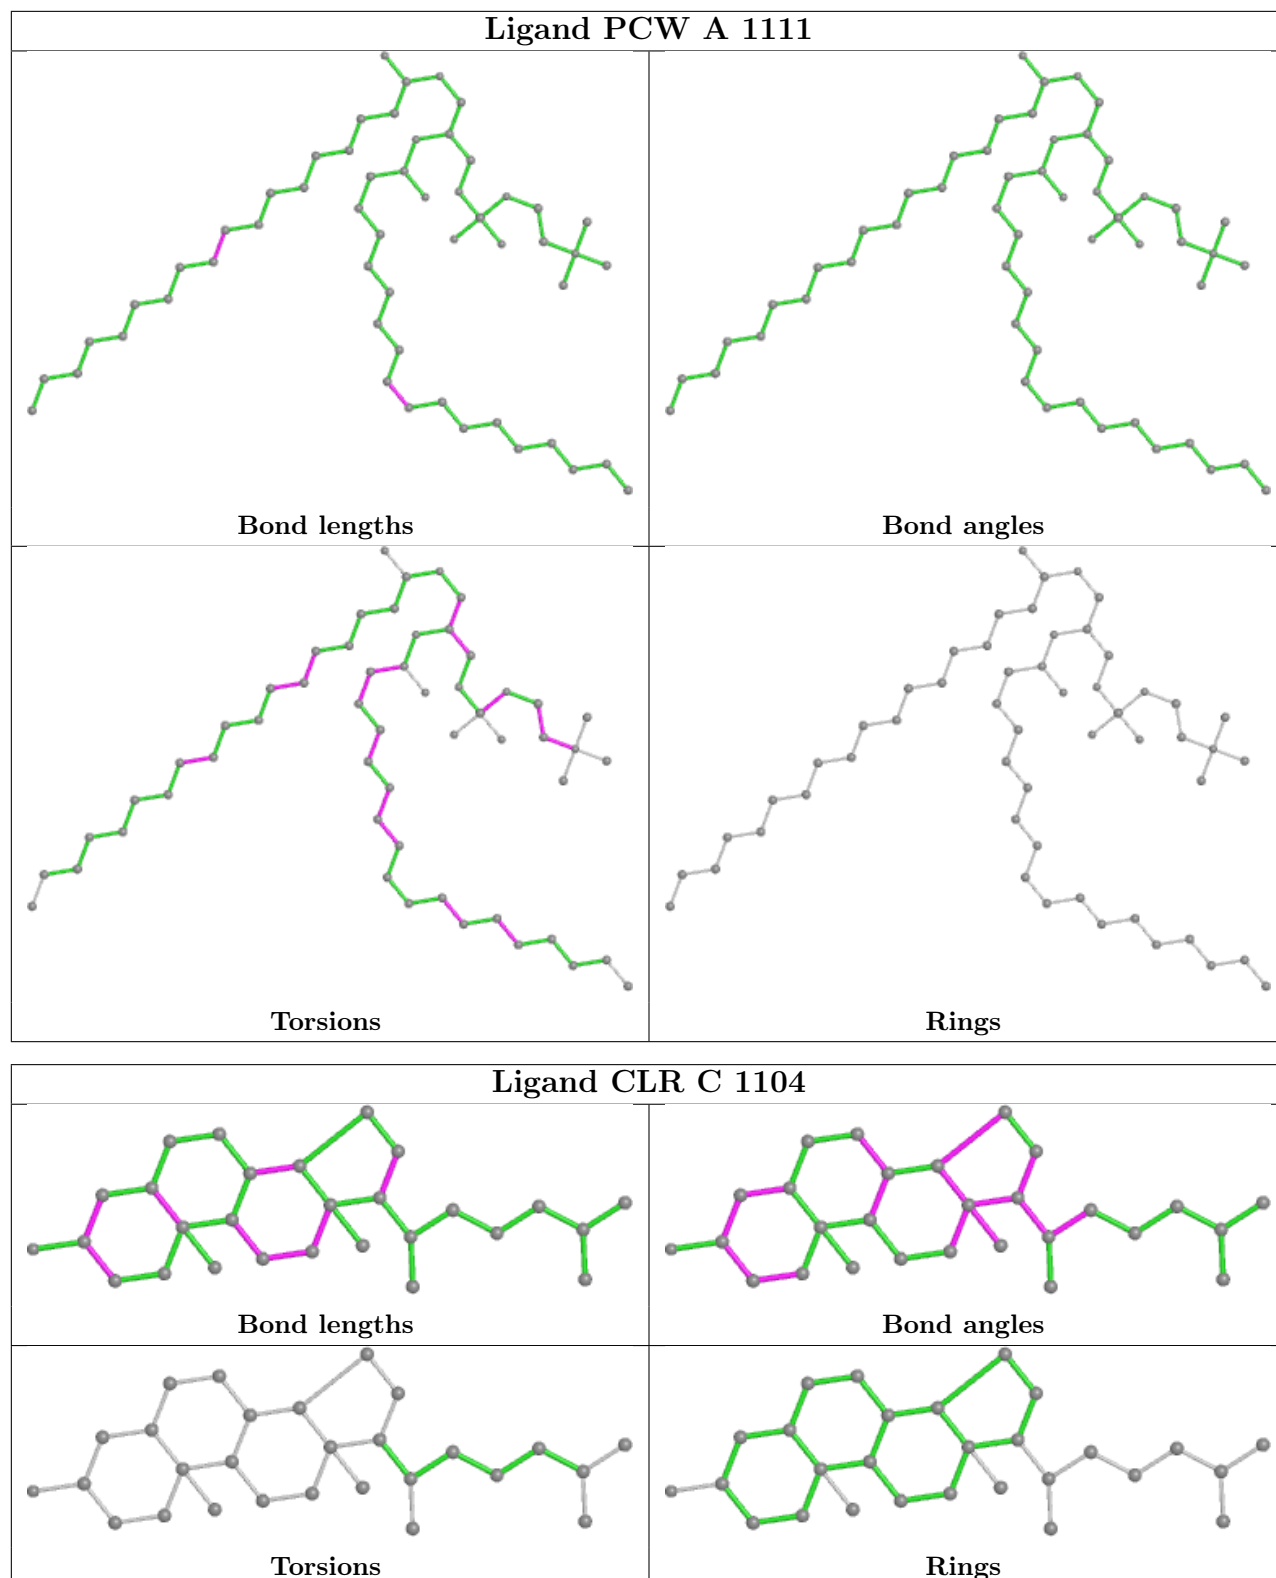 Ligand PCW A 1111
Bond lengths
Bond angles
Torsions
Rings
Ligand CLR C 1104
Bond lengths
Bond angles
Torsions
Rings